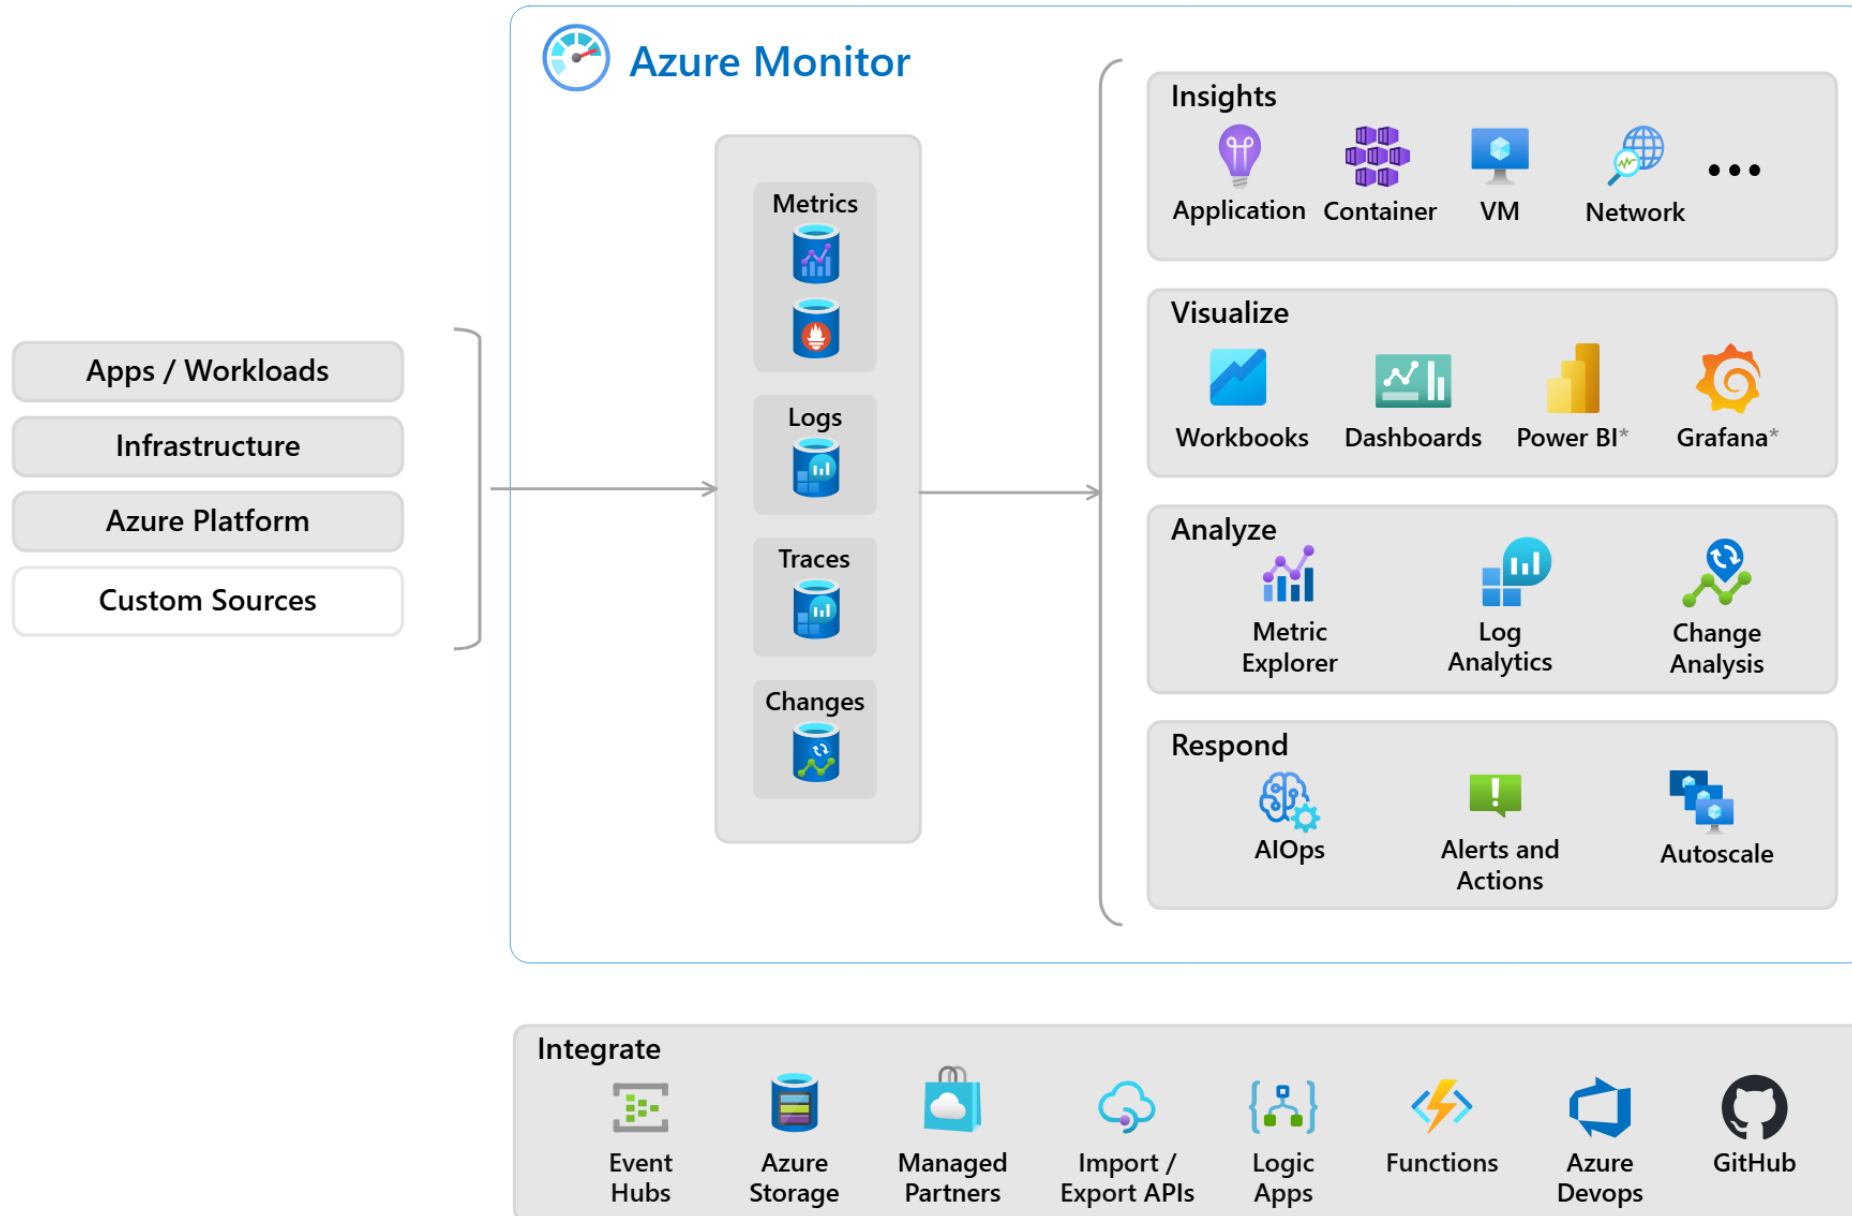 Azure Monitor
Apps / Workloads
Infrastructure
Azure Platform
Custom Sources
Metrics
Logs
Traces
Changes
Insights
Application
Container
VM
Network
•••
Visualize
Workbooks
Dashboards
Power BI*
Grafana*
Analyze
Metric
Explorer
Log
Analytics
Change
Analysis
Respond
AIOps
Alerts and
Actions
Autoscale
Integrate
Event
Hubs
Azure
Storage
Managed
Partners
Import /
Export APIs
Logic
Apps
Functions
Azure
Devops
GitHub